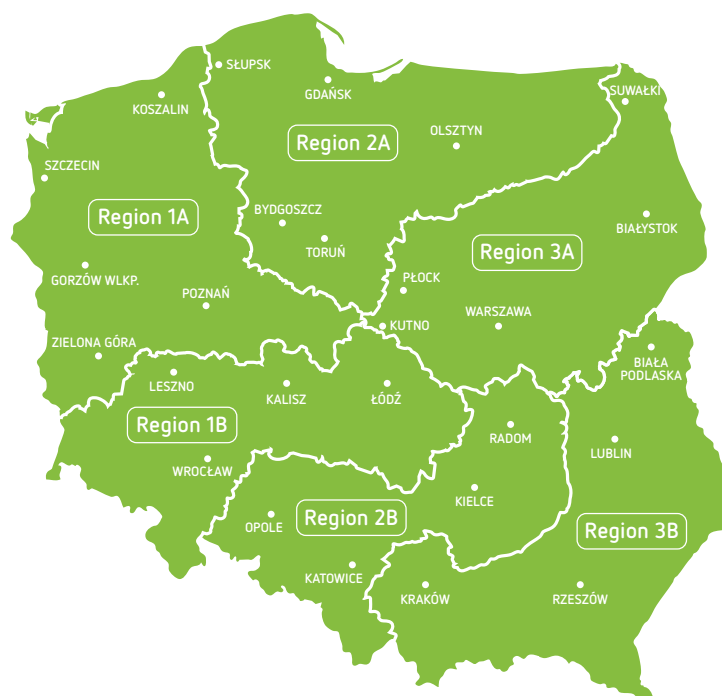 SŁUPSK
GDAŃSK
KOSZALIN
SUWAŁKI
OLSZTYN
Region 2A
SZCZECIN
Region 1A
BYDGOSZCZ
TORUŃ
BIAŁYSTOK
Region 3A
GORZÓW WLKP.
PŁOCK
POZNAŃ
WARSZAWA
KUTNO
ZIELONA GÓRA
BIAŁA
PODLASKA
LESZNO
KALISZ
ŁÓDŹ
Region 1B
RADOM
LUBLIN
WROCŁAW
KIELCE
OPOLE
Region 2B
Region 3B
KATOWICE
KRAKÓW
RZESZÓW